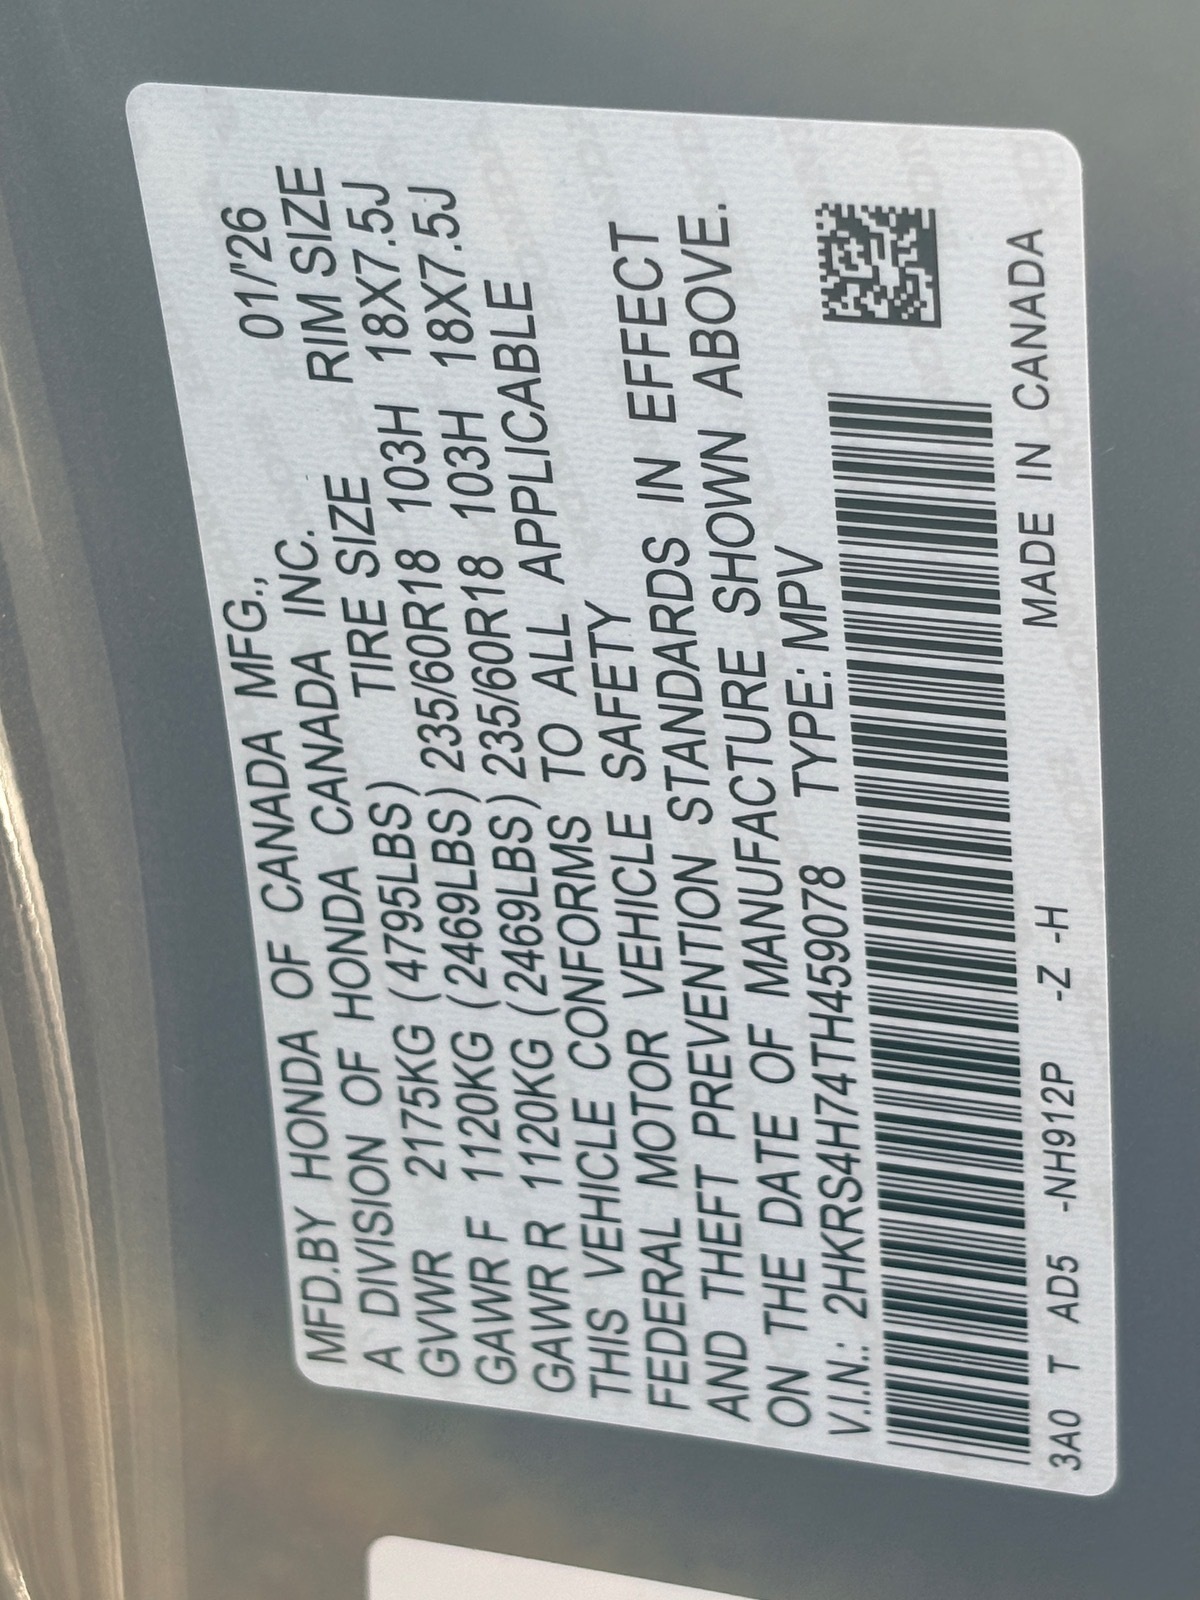 MFD.BY HONDA OF CANADA MFG., 01/'26
A DIVISION OF HONDA CANADA INC. RIM SIZE
TIRE SIZE
GVWR 2175KG (4795LBS) 235/60R18 103H 18X7.5J
GAWR F 1120KG (2469LBS) 235/60R18 103H 18X7.5J
GAWR R 1120KG (2469LBS)
THIS VEHICLE CONFORMS TO ALL APPLICABLE
FEDERAL MOTOR VEHICLE SAFETY
AND THEFT PREVENTION STANDARDS IN EFFECT
ON THE DATE OF MANUFACTURE SHOWN ABOVE.
V.I.N.: 2HKRS4H74TH459078 TYPE: MPV
3A0 T AD5 -NH912P -Z -H MADE IN CANADA